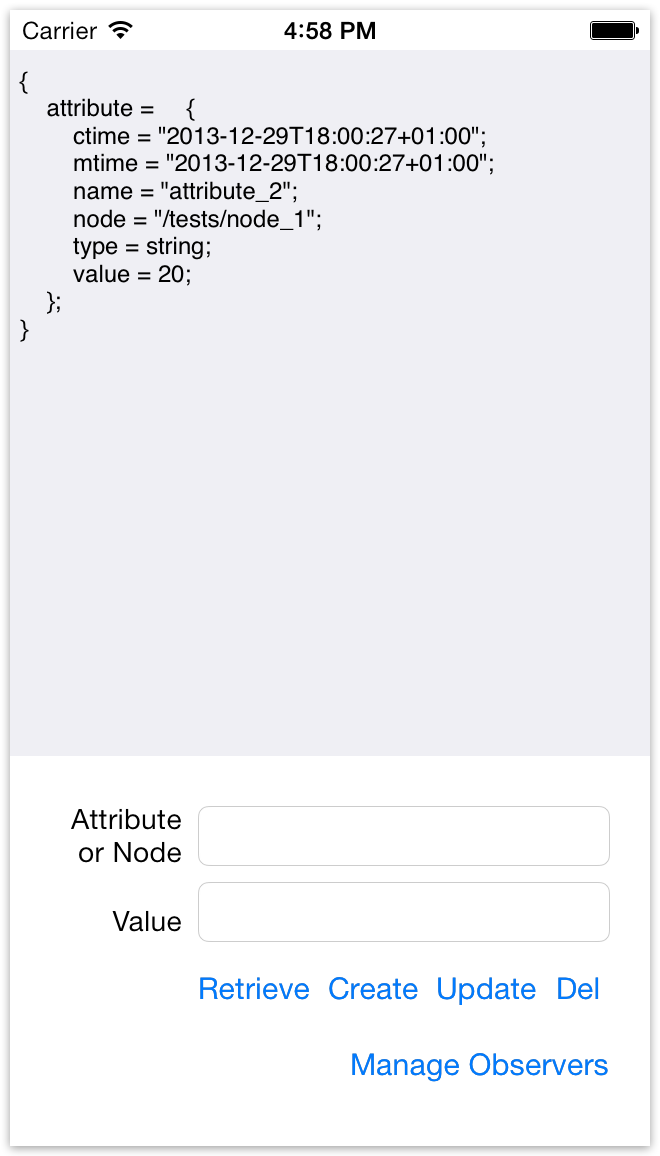 Carrier 4:58 PM
{
    attribute =     {
        ctime = "2013-12-29T18:00:27+01:00";
        mtime = "2013-12-29T18:00:27+01:00";
        name = "attribute_2";
        node = "/tests/node_1";
        type = string;
        value = 20;
    };
}
Attribute
or Node
Value
Retrieve Create Update Del
Manage Observers